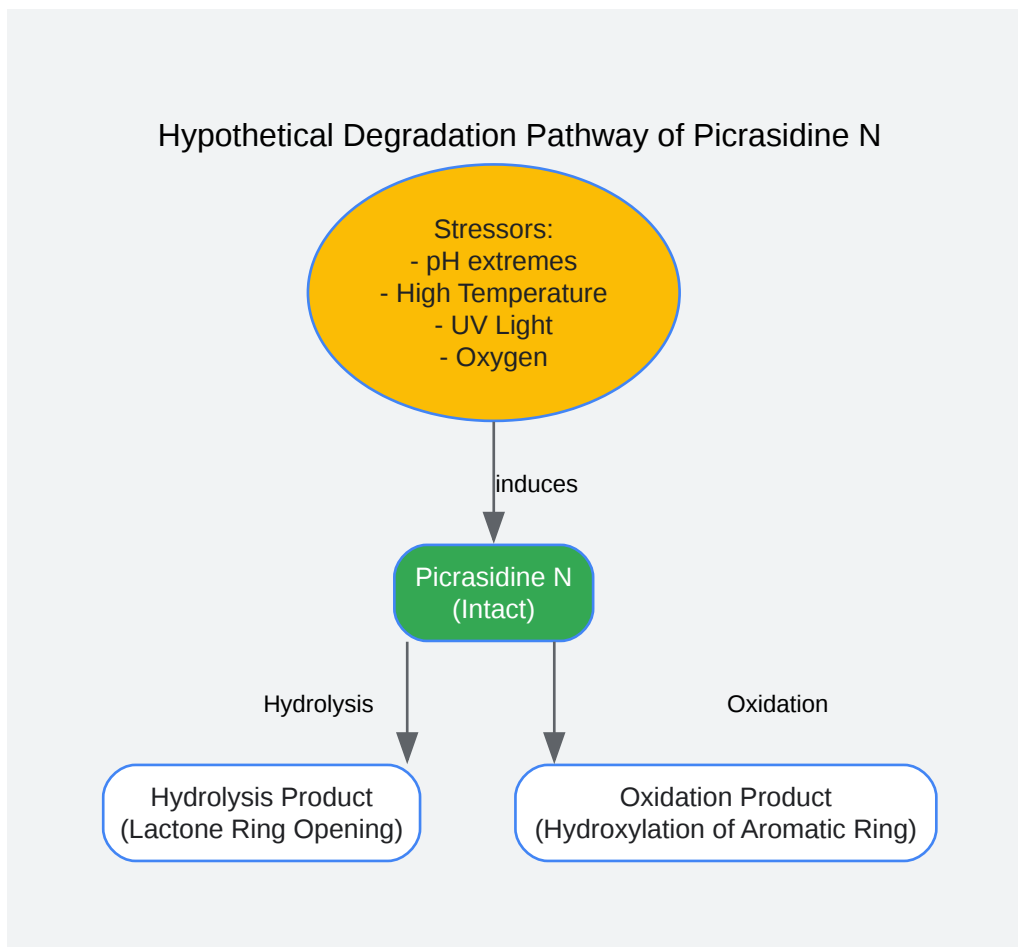 Hypothetical Degradation Pathway of Picrasidine N
Stressors:
- pH extremes
- High Temperature
- UV Light
- Oxygen
induces
Picrasidine N
(Intact)
Hydrolysis
Oxidation
Hydrolysis Product
(Lactone Ring Opening)
Oxidation Product
(Hydroxylation of Aromatic Ring)